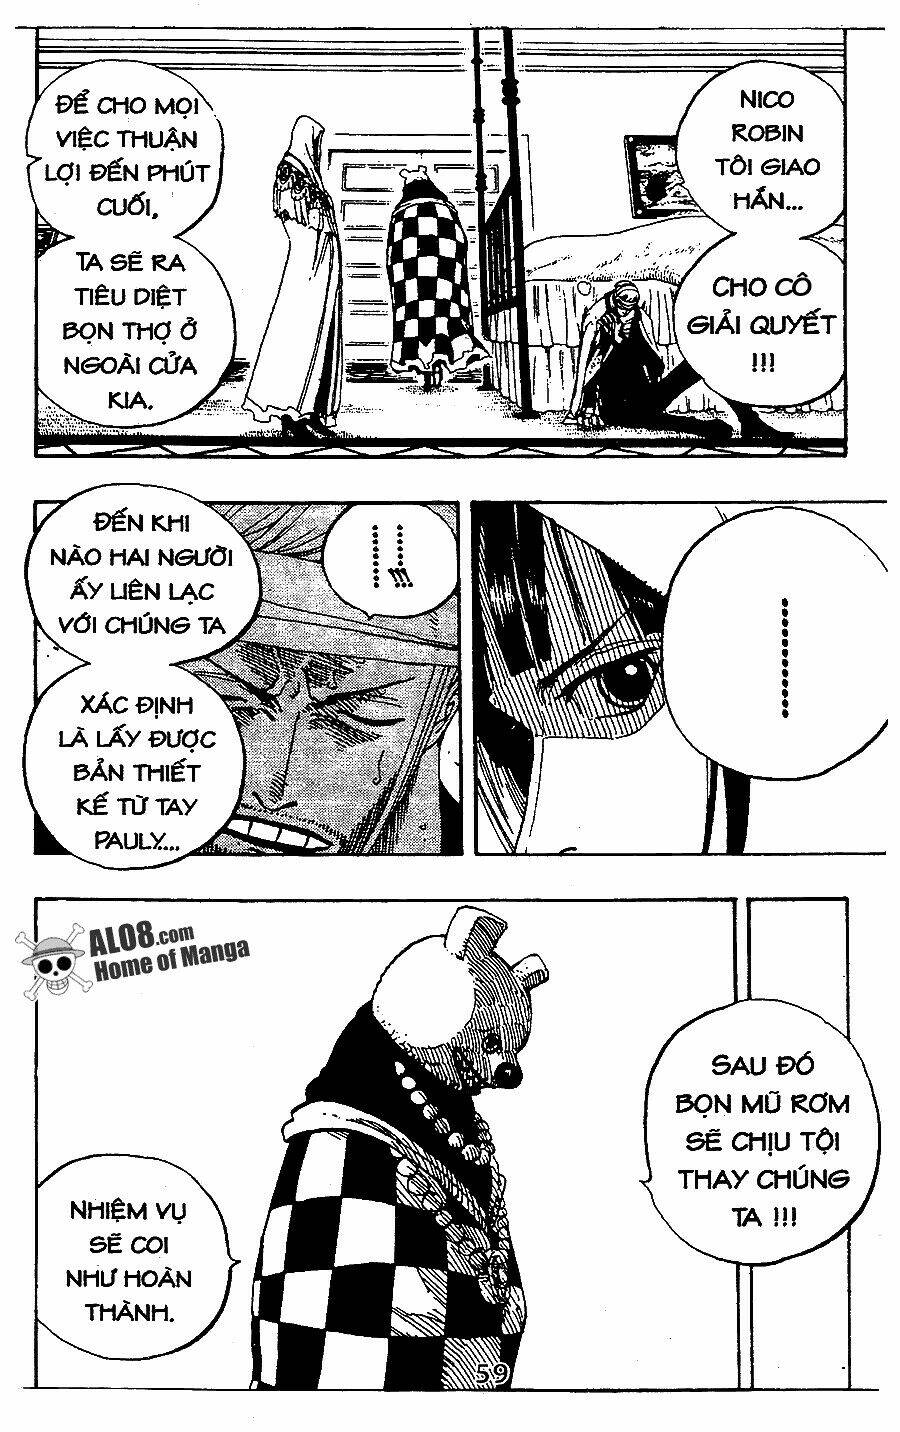 NICO
ROBIN
TÔI GIAO
HẮN...
CHO CÔ
GIẢI QUYẾT
!!!
ĐỂ CHO MỌI
VIỆC THUẬN
LỢI ĐẾN PHÚT
CUỐI,
TA SẼ RA
TIÊU DIỆT
BỌN THỢ Ở
NGOÀI CỬA
KIA.
............
.......!!!
ĐẾN KHI
NÀO HAI NGƯỜI
ẤY LIÊN LẠC
VỚI CHÚNG TA
XÁC ĐỊNH
LÀ LẤY ĐƯỢC
BẢN THIẾT
KẾ TỪ TAY
PAULY....
ALO8.com
Home of Manga
SAU ĐÓ
BỌN MŨ RƠM
SẼ CHỊU TỘI
THAY CHÚNG
TA !!!
NHIỆM VỤ
SẼ COI
NHƯ HOÀN
THÀNH.
59